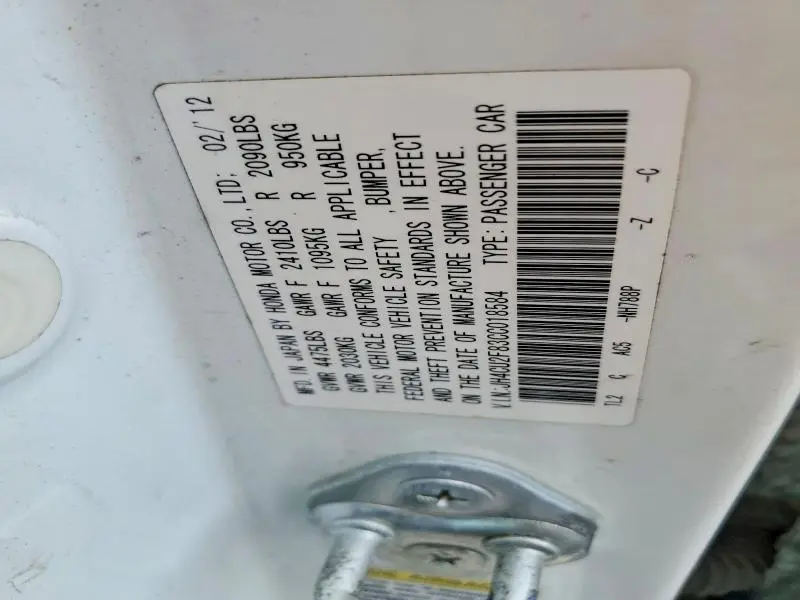 MFD. IN JAPAN BY HONDA MOTOR CO., LTD; 02/'12
GVWR 4475LBS GAWR F 2410LBS R 2090LBS
GVWR 2030KG GAWR F 1095KG R 950KG
THIS VEHICLE CONFORMS TO ALL APPLICABLE
FEDERAL MOTOR VEHICLE SAFETY , BUMPER,
AND THEFT PREVENTION STANDARDS IN EFFECT
ON THE DATE OF MANUFACTURE SHOWN ABOVE.
V.I.N.:JH4CU2F83CC018584 TYPE: PASSENGER CAR
TL2 C AC5 -NH788P -Z -C